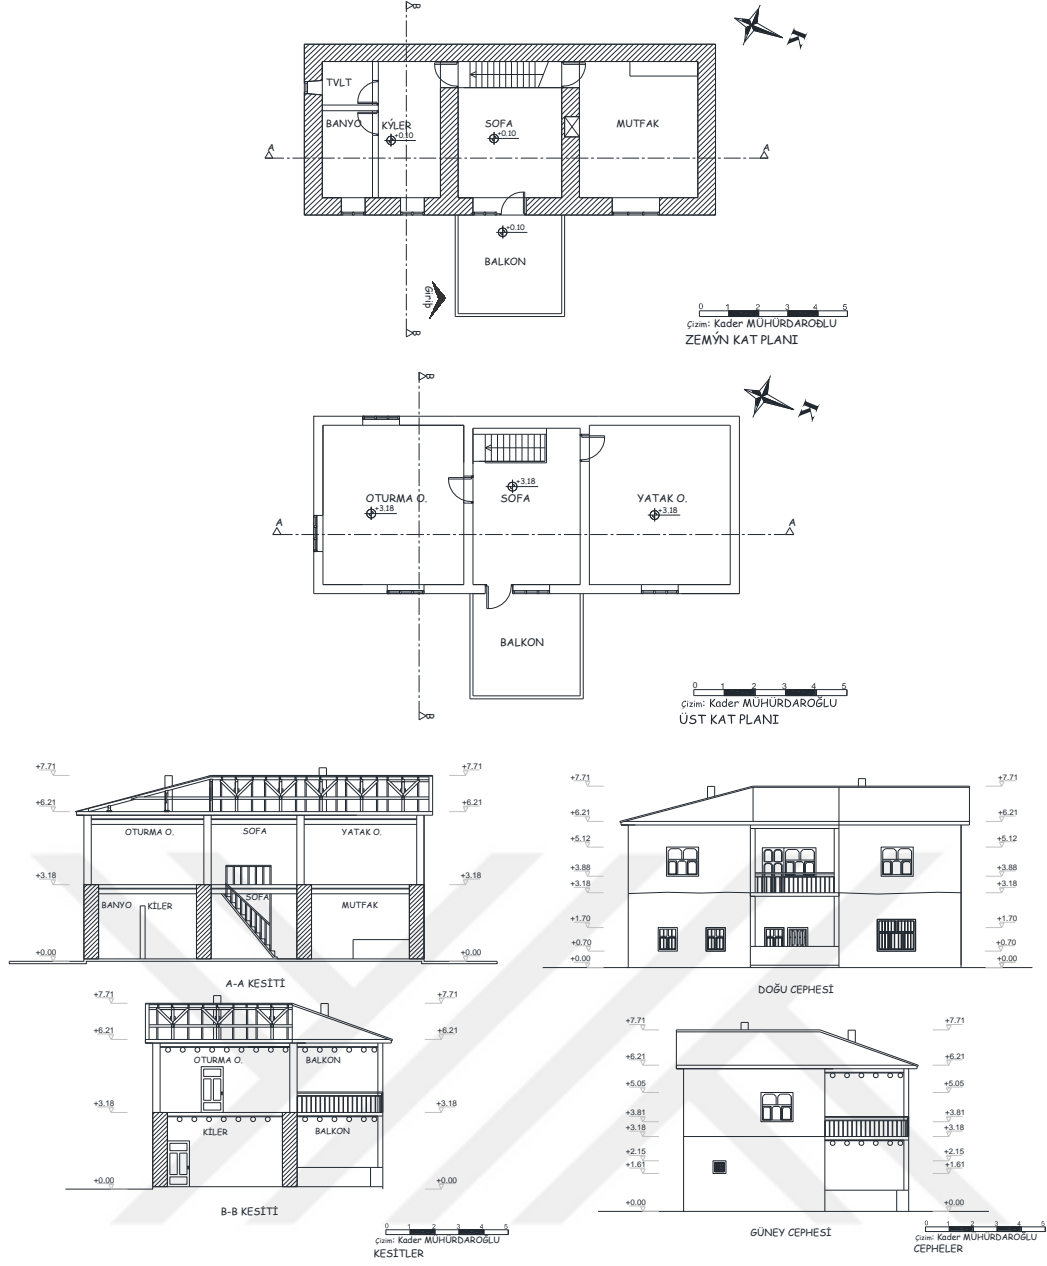 B
K
TVLT
BANYO
KÝLER
+0.10
SOFA
+0.10
MUTFAK
A
A
+0.10
BALKON
Giriþ
B
0 1 2 3 4 5
Çizim: Kader MÜHÜRDAROÐLU
ZEMÝN KAT PLANI
B
K
OTURMA O.
+3.18
+3.18
SOFA
YATAK O.
+3.18
A
A
BALKON
B
0 1 2 3 4 5
Çizim: Kader MÜHÜRDAROĞLU
ÜST KAT PLANI
+7.71
+7.71
+6.21
+6.21
OTURMA O.
SOFA
YATAK O.
+3.18
+3.18
BANYO
KİLER
SOFA
MUTFAK
+0.00
+0.00
A-A KESİTİ
+7.71
+7.71
+6.21
+6.21
+5.12
+5.12
+3.88
+3.88
+3.18
+3.18
+1.70
+1.70
+0.70
+0.70
+0.00
+0.00
DOĞU CEPHESİ
+7.71
+7.71
+6.21
+6.21
OTURMA O.
BALKON
+3.18
+3.18
KİLER
BALKON
+0.00
+0.00
B-B KESİTİ
0 1 2 3 4 5
Çizim: Kader MÜHÜRDAROĞLU
KESİTLER
+7.71
+7.71
+6.21
+6.21
+5.05
+5.05
+3.81
+3.81
+3.18
+3.18
+2.15
+2.15
+1.61
+1.61
+0.00
+0.00
GÜNEY CEPHESİ
0 1 2 3 4 5
Çizim: Kader MÜHÜRDAROĞLU
CEPHELER